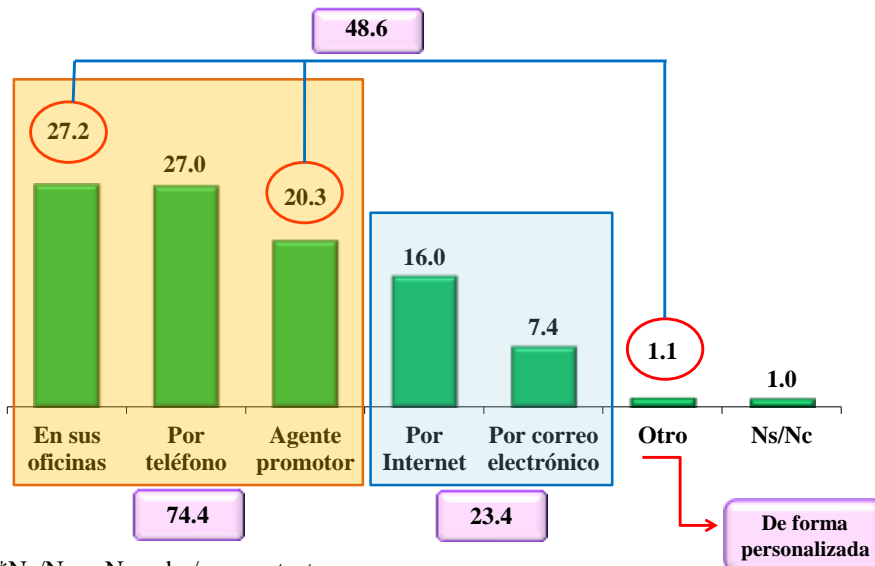 48.6
27.2
27.0
20.3
16.0
7.4
1.1
1.0
En sus
oficinas
Por
teléfono
Agente
promotor
Por
Internet
Por correo
electrónico
Otro
Ns/Nc
74.4
23.4
De forma
personalizada